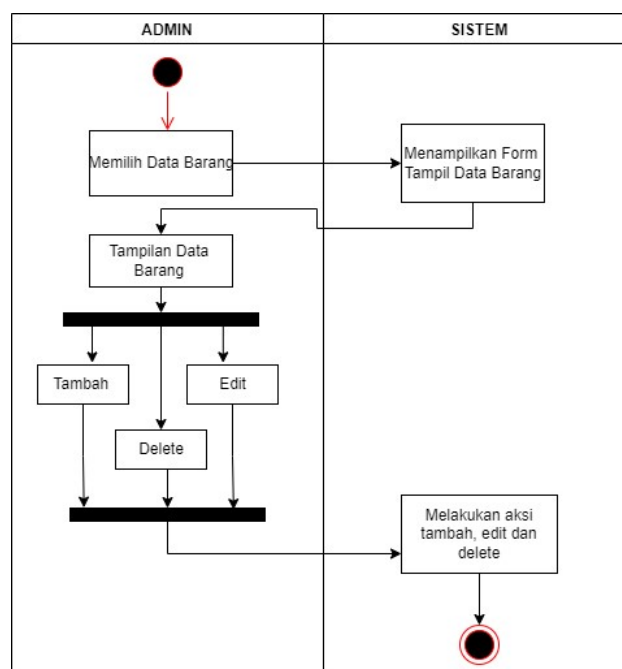 ADMIN
SISTEM
Memilih Data Barang
Menampilkan Form
Tampil Data Barang
Tampilan Data
Barang
Tambah
Edit
Delete
Melakukan aksi
tambah, edit dan
delete